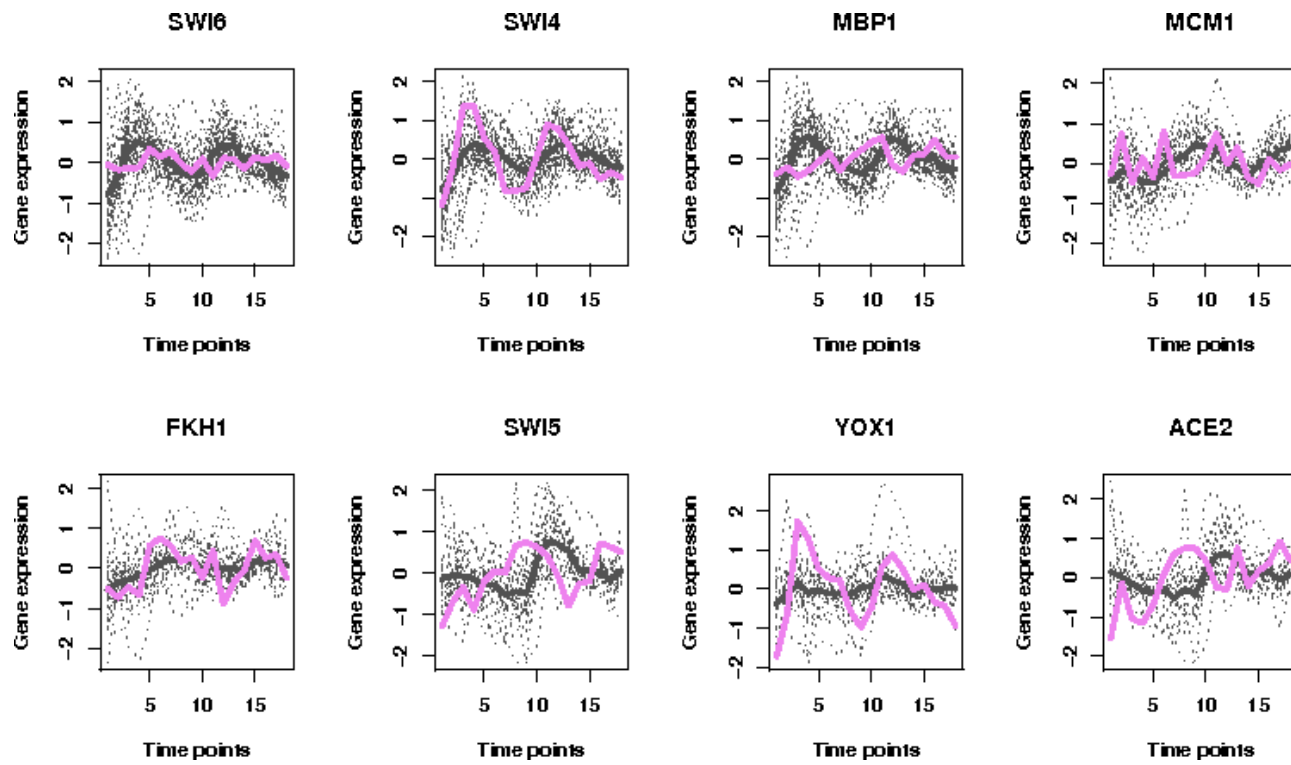 SWI6 SWI4 MBP1 MCM1
Gene expression Gene expression Gene expression Gene expression
2 2 2 2
1 1 1 1
0 0 0 0
−1 −1 −1 −1
−2 −2 −2 −2
5 10 15 5 10 15 5 10 15 5 10 15
Time points Time points Time points Time points
FKH1 SWI5 YOX1 ACE2
Gene expression Gene expression Gene expression Gene expression
2 2 2 2
1 1 1 1
0 0 0 0
−1 −1 −1 −1
−2 −2 −2 −2
5 10 15 5 10 15 5 10 15 5 10 15
Time points Time points Time points Time points